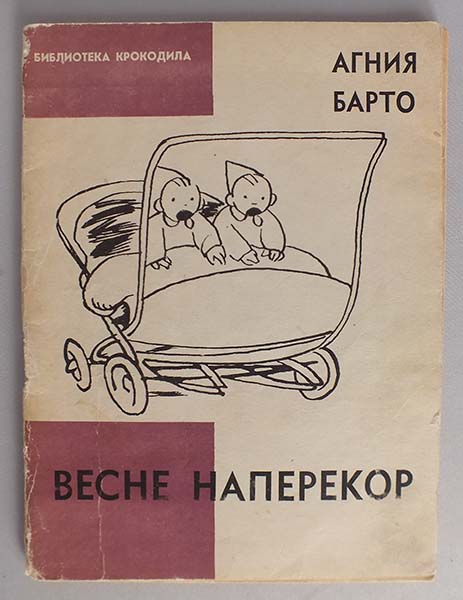 БИБЛИОТЕКА КРОКОДИЛА
АГНИЯ
БАРТО
ВЕСНЕ НАПЕРЕКОР